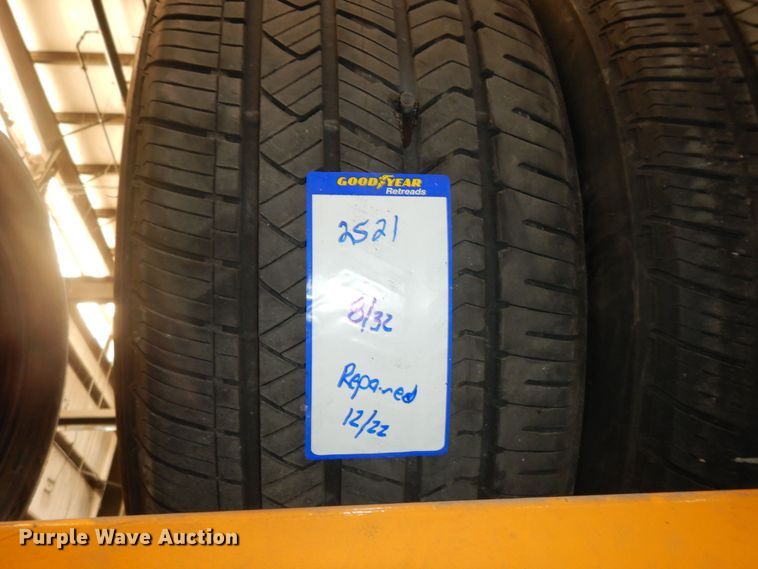 GOODYEAR
Retreads
2521
8/32
Repaired
12/22
Purple Wave Auction